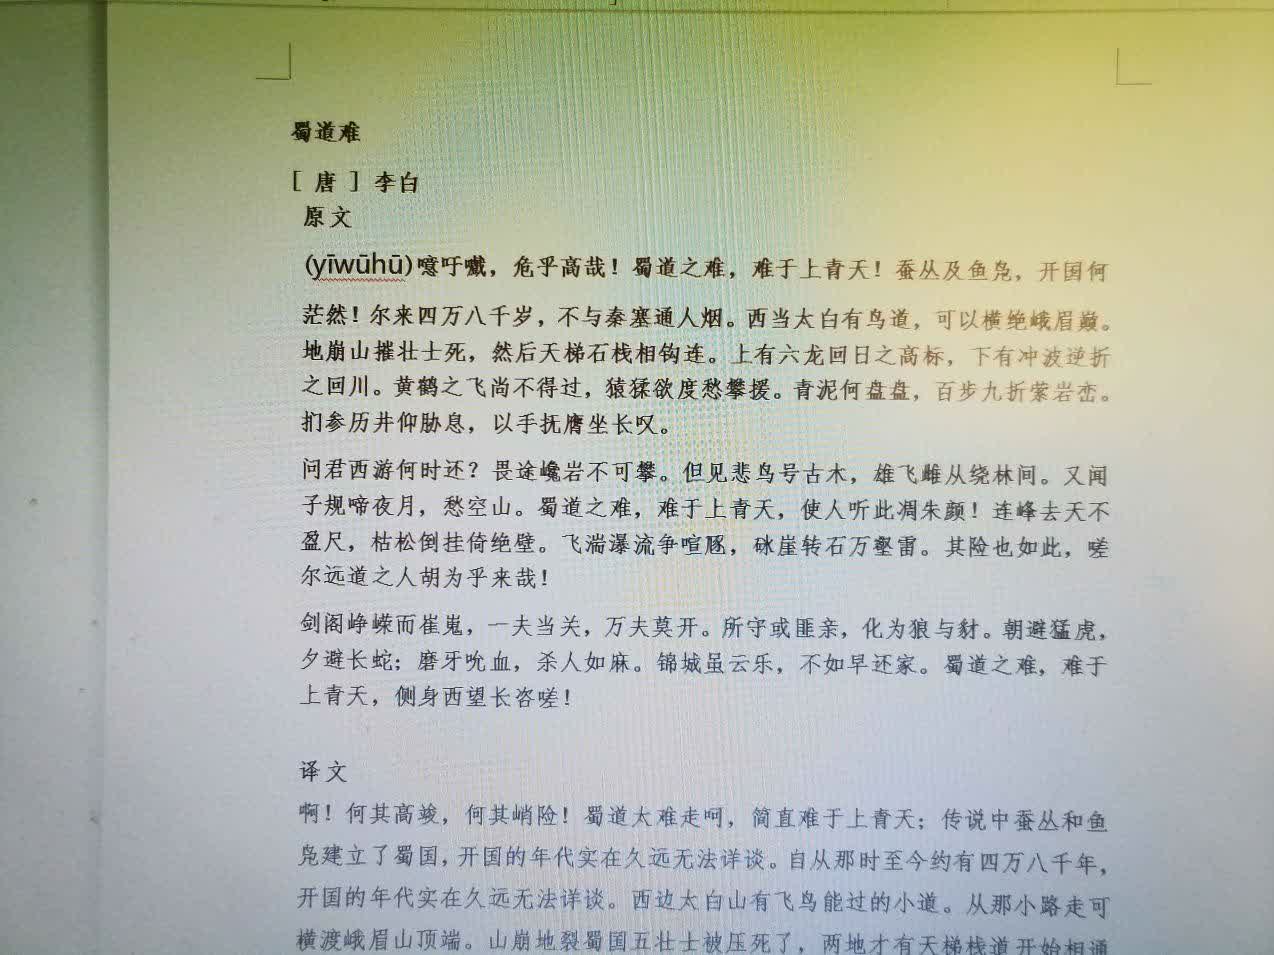 蜀道难
[ 唐 ] 李白
原文
(yīwūhū)噫吁嚱，危乎高哉！蜀道之难，难于上青天！蚕丛及鱼凫，开国何
茫然！尔来四万八千岁，不与秦塞通人烟。西当太白有鸟道，可以横绝峨眉巅。
地崩山摧壮士死，然后天梯石栈相钩连。上有六龙回日之高标，下有冲波逆折
之回川。黄鹤之飞尚不得过，猿猱欲度愁攀援。青泥何盘盘，百步九折萦岩峦。
扪参历井仰胁息，以手抚膺坐长叹。
问君西游何时还？畏途巉岩不可攀。但见悲鸟号古木，雄飞雌从绕林间。又闻
子规啼夜月，愁空山。蜀道之难，难于上青天，使人听此凋朱颜！连峰去天不
盈尺，枯松倒挂倚绝壁。飞湍瀑流争喧豗，砯崖转石万壑雷。其险也如此，嗟
尔远道之人胡为乎来哉！
剑阁峥嵘而崔嵬，一夫当关，万夫莫开。所守或匪亲，化为狼与豺。朝避猛虎，
夕避长蛇；磨牙吮血，杀人如麻。锦城虽云乐，不如早还家。蜀道之难，难于
上青天，侧身西望长咨嗟！
译文
啊！何其高竣，何其峭险！蜀道太难走呵，简直难于上青天；传说中蚕丛和鱼
凫建立了蜀国，开国的年代实在久远无法详谈。自从那时至今约有四万八千年，
开国的年代实在久远无法详谈。西边太白山有飞鸟能过的小道。从那小路走可
横渡峨眉山顶端。山崩地裂蜀国五壮士被压死了，两地才有天梯栈道开始相通